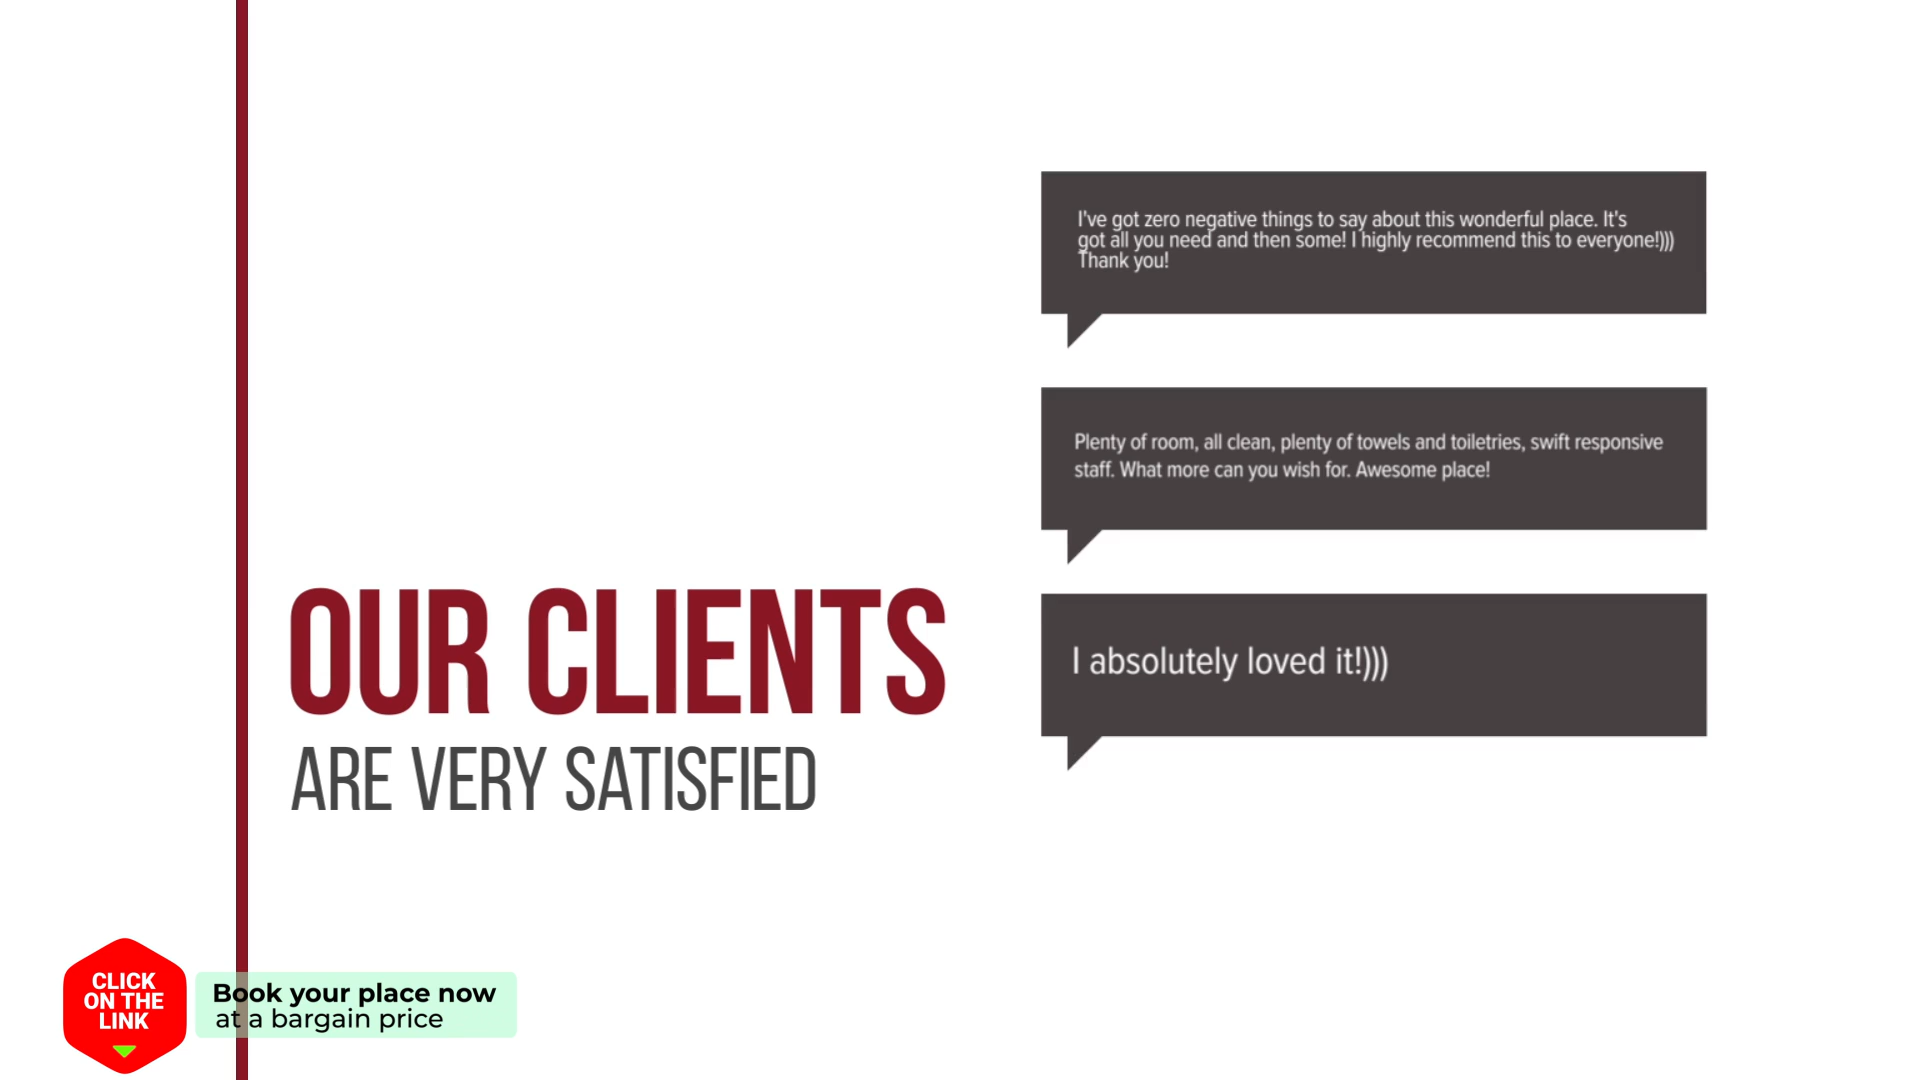 I've got zero negative things to say about this wonderful place. It's
got all you need and then some! I highly recommend this to everyone!)))
Thank you!
Plenty of room, all clean, plenty of towels and toiletries, swift responsive
staff. What more can you wish for. Awesome place!
I absolutely loved it!)))
OUR CLIENTS
ARE VERY SATISFIED
CLICK
ON THE
LINK
Book your place now
at a bargain price